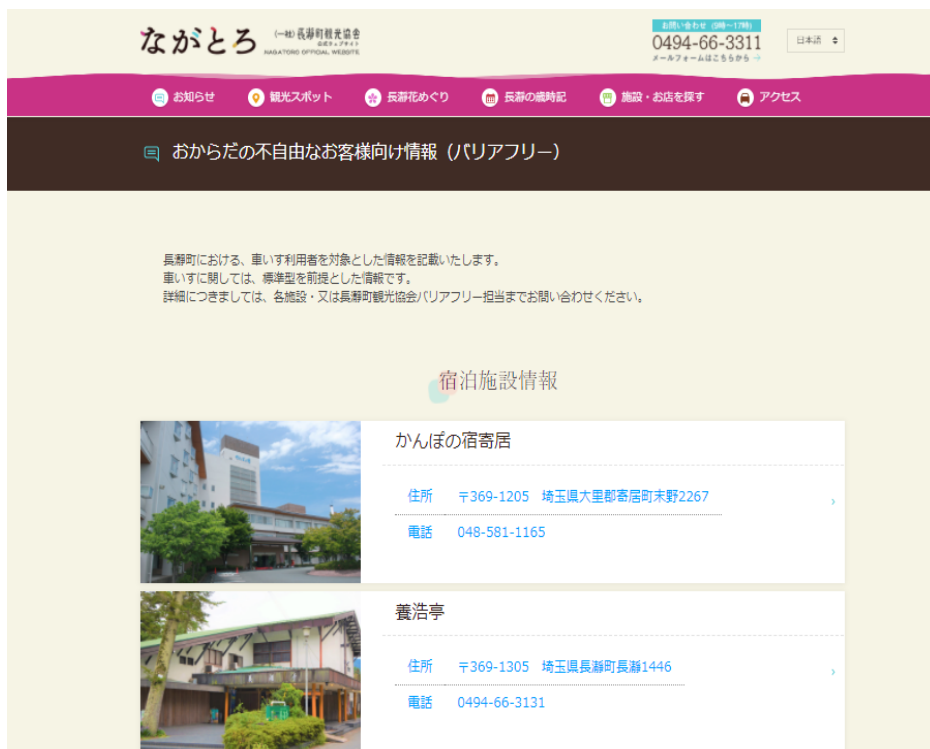 ながとろ
(一社)長瀞町観光協会
公式ウェブサイト
NAGATORO OFFICIAL WEBSITE
お問い合わせ (9時~17時)
0494-66-3311
メールフォームはこちらから →
日本語
お知らせ 観光スポット 長瀞花めぐり 長瀞の歳時記 施設・お店を探す アクセス
おからだの不自由なお客様向け情報(バリアフリー)
長瀞町における、車いす利用者を対象とした情報を記載いたします。
車いすに関しては、標準型を前提とした情報です。
詳細につきましては、各施設・又は長瀞町観光協会バリアフリー担当までお問い合わせください。
宿泊施設情報
かんぽの宿寄居
住所 〒369-1205 埼玉県大里郡寄居町末野2267
電話 048-581-1165
養浩亭
住所 〒369-1305 埼玉県長瀞町長瀞1446
電話 0494-66-3131